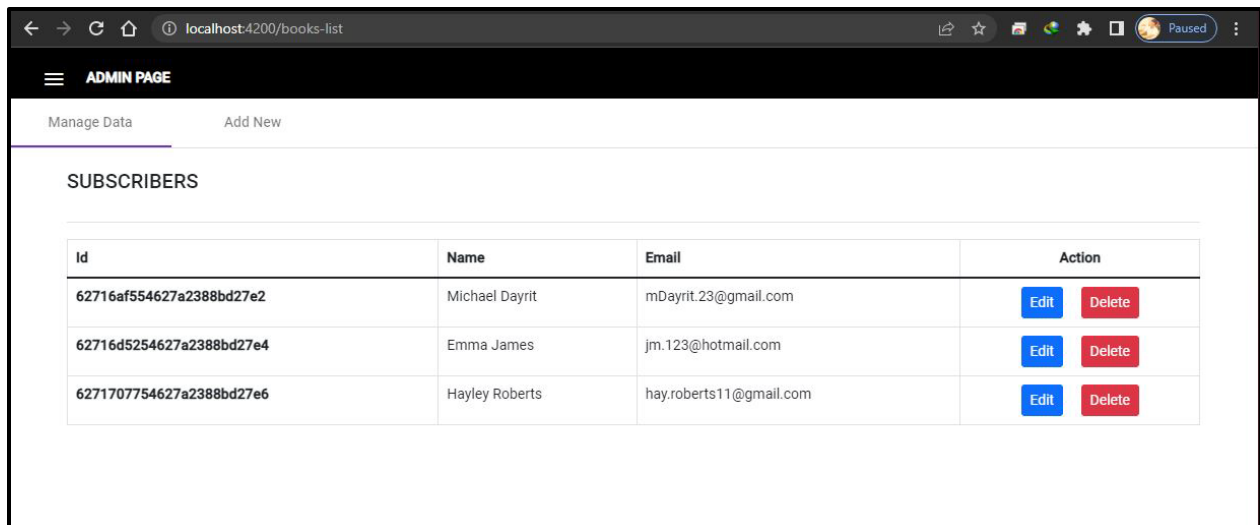 localhost:4200/books-list Paused
ADMIN PAGE
Manage Data Add New
SUBSCRIBERS
Id Name Email Action
62716af554627a2388bd27e2 Michael Dayrit mDayrit.23@gmail.com Edit Delete
62716d5254627a2388bd27e4 Emma James jm.123@hotmail.com Edit Delete
6271707754627a2388bd27e6 Hayley Roberts hay.roberts11@gmail.com Edit Delete